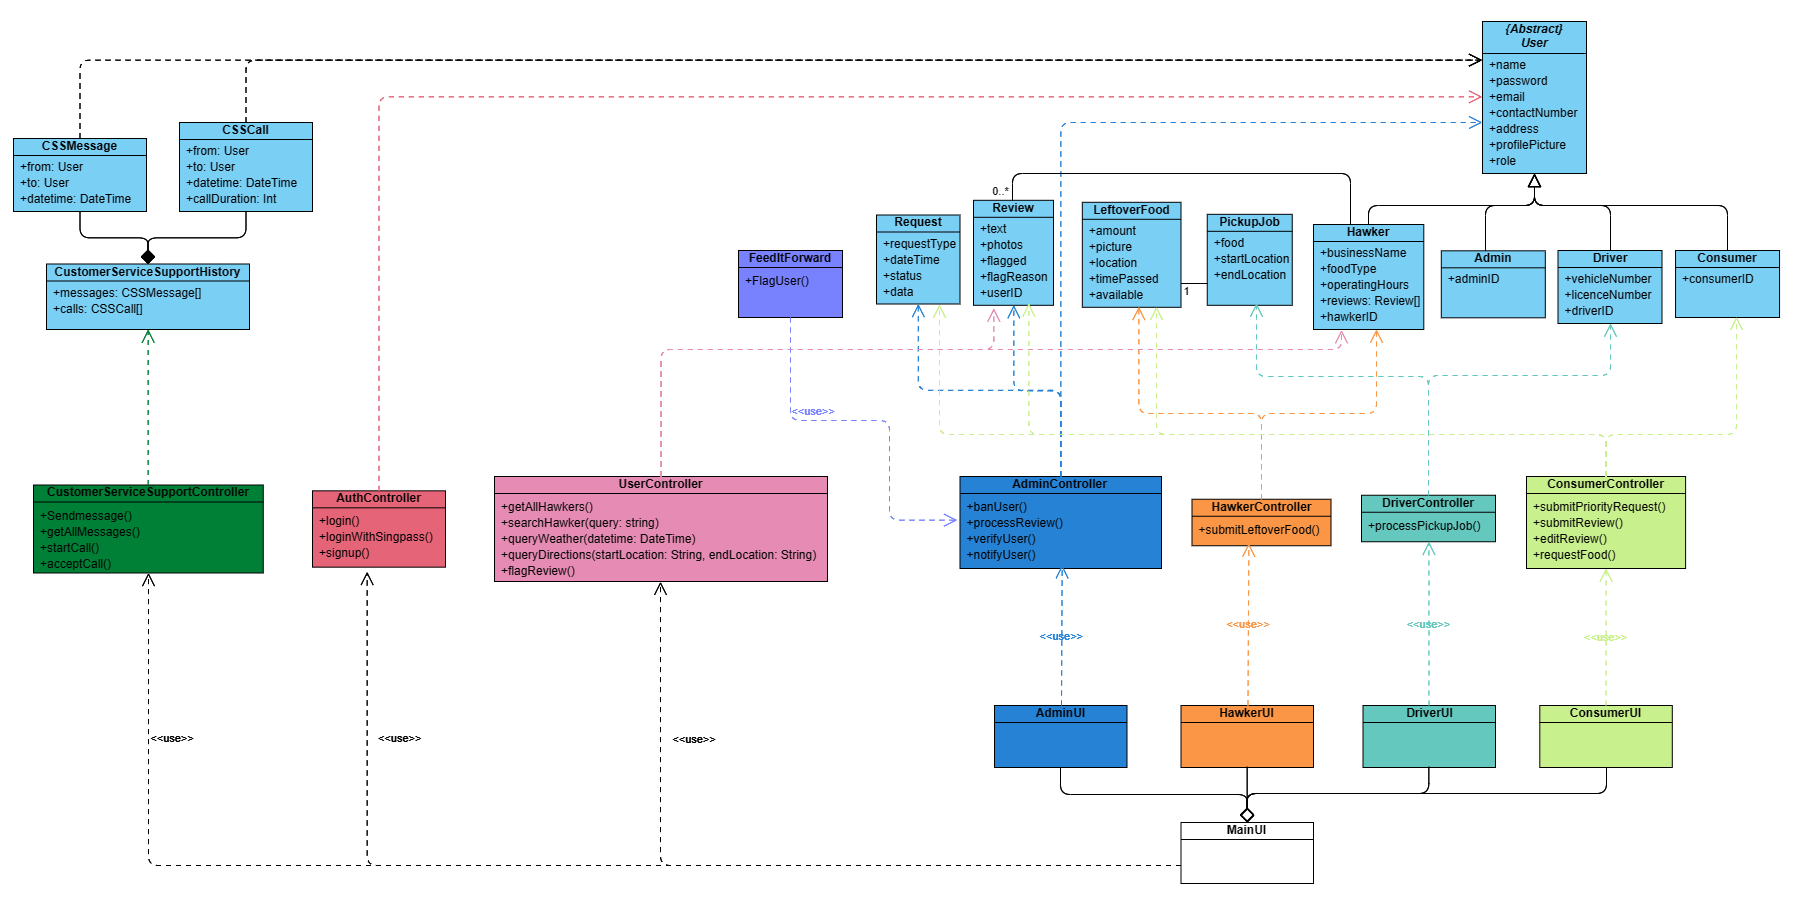 {Abstract}
User
+name
+password
+email
+contactNumber
+address
+profilePicture
+role
CSSCall
+from: User
+to: User
+datetime: DateTime
+callDuration: Int
CSSMessage
+from: User
+to: User
+datetime: DateTime
CustomerServiceSupportHistory
+messages: CSSMessage[]
+calls: CSSCall[]
FeedItForward
+FlagUser()
Request
+requestType
+dateTime
+status
+data
0..*
Review
+text
+photos
+flagged
+flagReason
+userID
LeftoverFood
+amount
+picture
+location
+timePassed
+available
1
PickupJob
+food
+startLocation
+endLocation
Hawker
+businessName
+foodType
+operatingHours
+reviews: Review[]
+hawkerID
Admin
+adminID
Driver
+vehicleNumber
+licenceNumber
+driverID
Consumer
+consumerID
<<use>>
CustomerServiceSupportController
+Sendmessage()
+getAllMessages()
+startCall()
+acceptCall()
AuthController
+login()
+loginWithSingpass()
+signup()
UserController
+getAllHawkers()
+searchHawker(query: string)
+queryWeather(datetime: DateTime)
+queryDirections(startLocation: String, endLocation: String)
+flagReview()
AdminController
+banUser()
+processReview()
+verifyUser()
+notifyUser()
HawkerController
+submitLeftoverFood()
DriverController
+processPickupJob()
ConsumerController
+submitPriorityRequest()
+submitReview()
+editReview()
+requestFood()
<<use>>
<<use>>
<<use>>
<<use>>
AdminUI
HawkerUI
DriverUI
ConsumerUI
<<use>>
<<use>>
<<use>>
MainUI